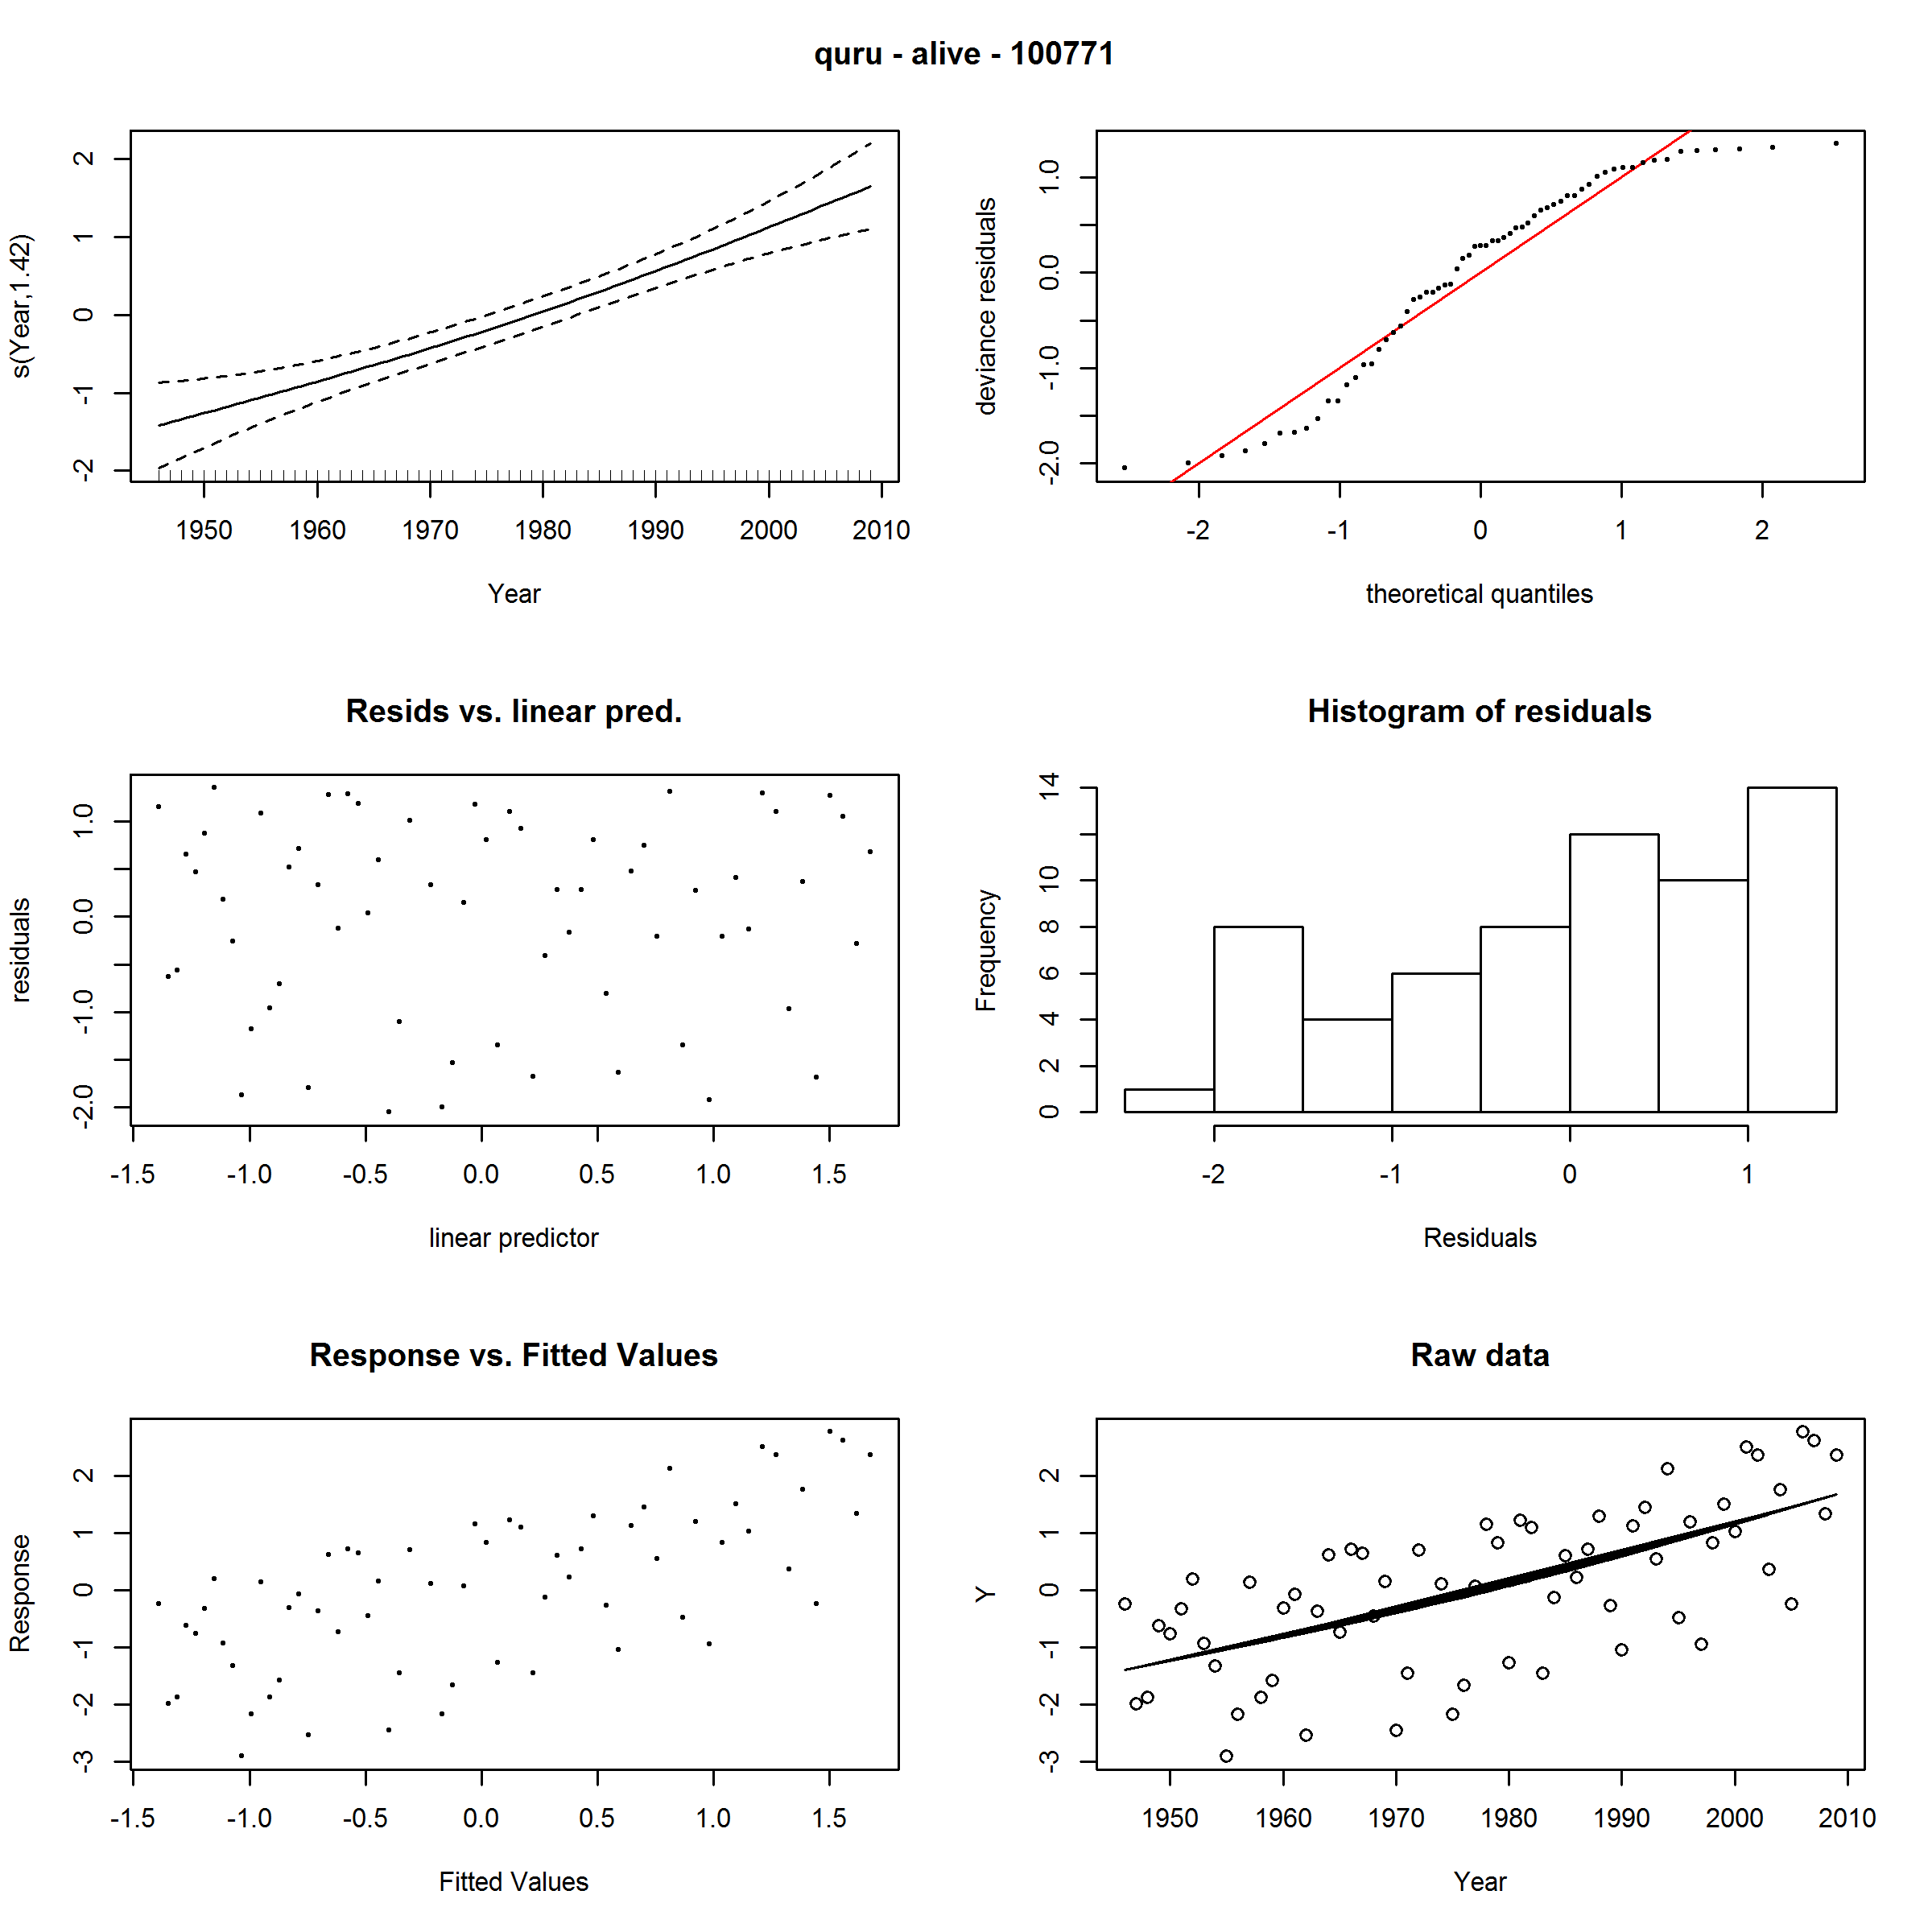 quru - alive - 100771
s(Year,1.42)
2
1
0
-1
-2
1950 1960 1970 1980 1990 2000 2010
Year
deviance residuals
1.0
0.0
-1.0
-2.0
-2 -1 0 1 2
theoretical quantiles
Resids vs. linear pred.
residuals
1.0
0.0
-1.0
-2.0
-1.5 -1.0 -0.5 0.0 0.5 1.0 1.5
linear predictor
Histogram of residuals
Frequency
14
10
8
6
4
2
0
-2 -1 0 1
Residuals
Response vs. Fitted Values
Response
2
1
0
-1
-2
-3
-1.5 -1.0 -0.5 0.0 0.5 1.0 1.5
Fitted Values
Raw data
Y
2
1
0
-1
-2
-3
1950 1960 1970 1980 1990 2000 2010
Year